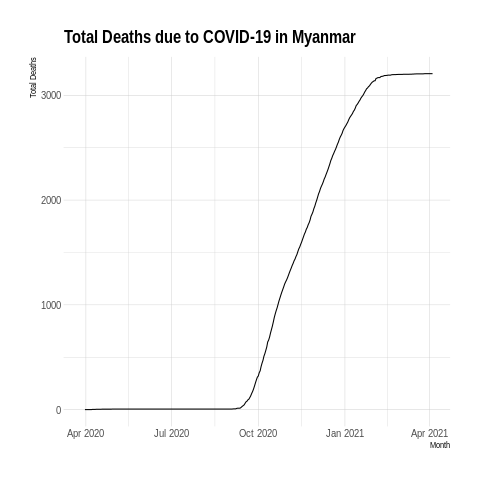 Total Deaths due to COVID-19 in Myanmar
Total Deaths
3000
2000
1000
0
Apr 2020 Jul 2020 Oct 2020 Jan 2021 Apr 2021
Month